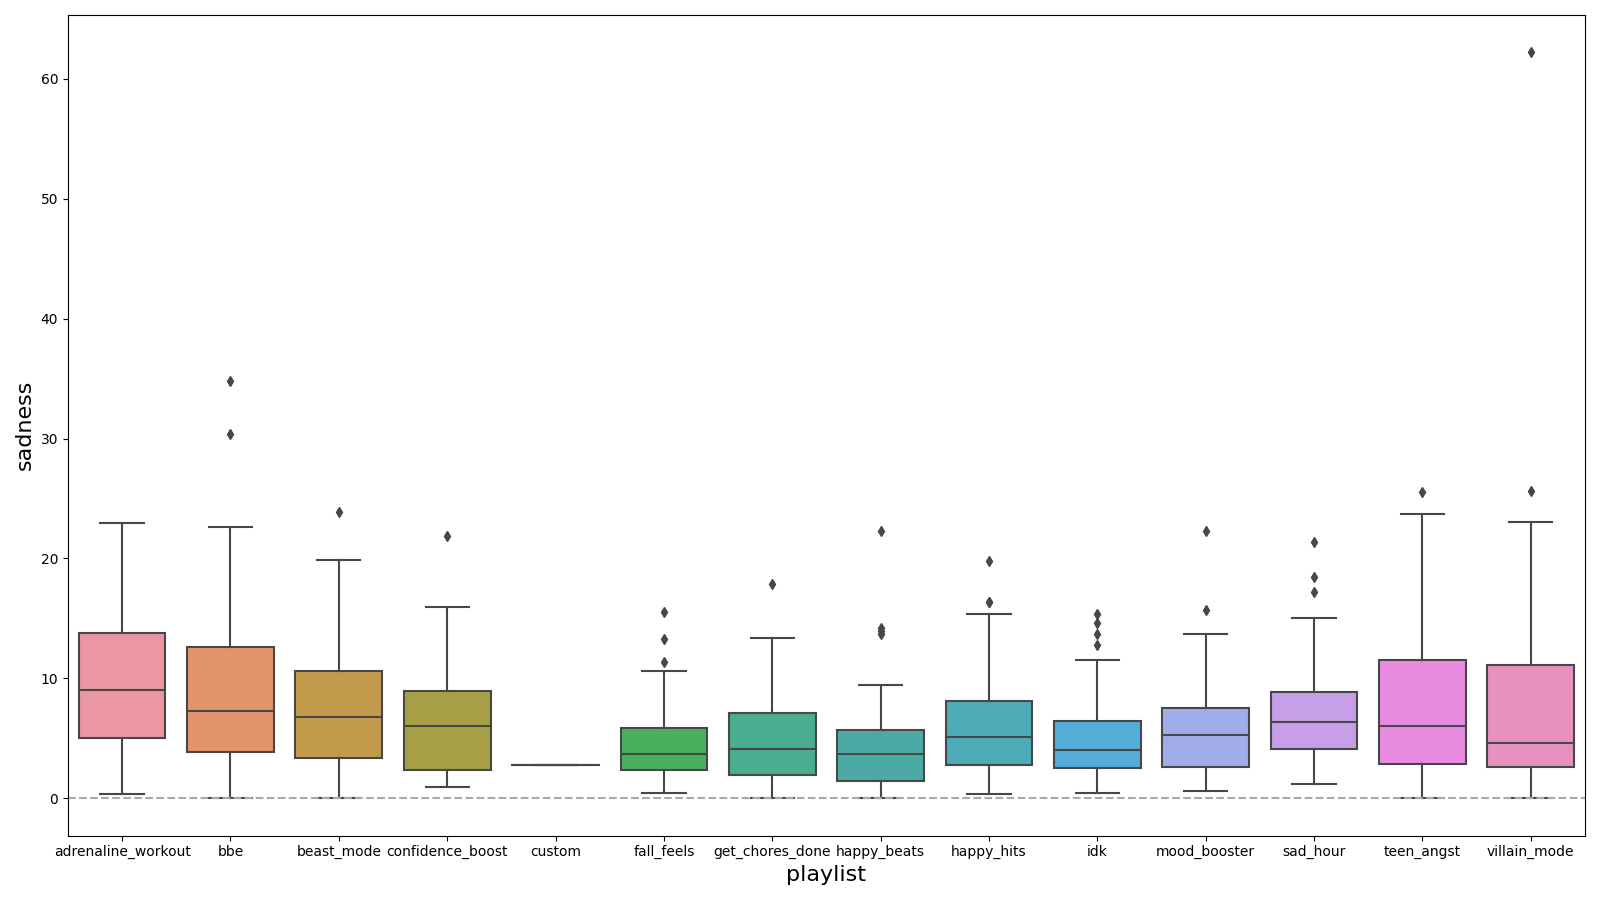 sadness
60
50
40
30
20
10
0
adrenaline_workout bbe beast_mode confidence_boost custom fall_feels get_chores_done happy_beats happy_hits idk mood_booster sad_hour teen_angst villain_mode
playlist